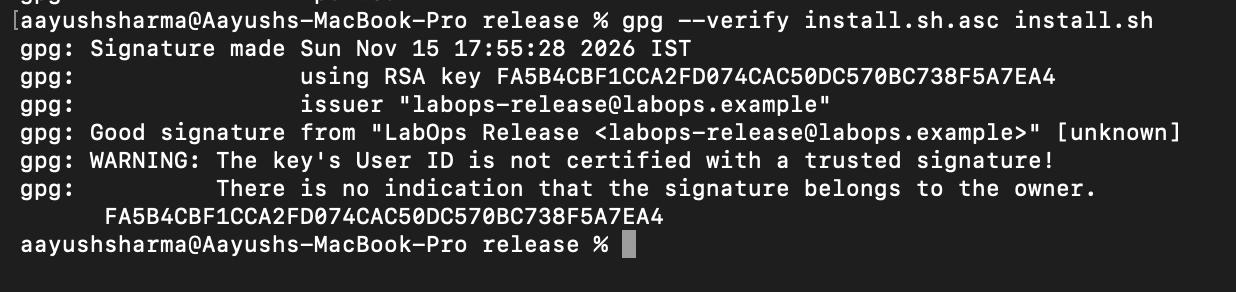 [aayushsharma@Aayushs-MacBook-Pro release % gpg --verify install.sh.asc install.sh
gpg: Signature made Sun Nov 15 17:55:28 2026 IST
gpg:                using RSA key FA5B4CBF1CCA2FD074CAC50DC570BC738F5A7EA4
gpg:                issuer "labops-release@labops.example"
gpg: Good signature from "LabOps Release <labops-release@labops.example>" [unknown]
gpg: WARNING: The key's User ID is not certified with a trusted signature!
gpg:          There is no indication that the signature belongs to the owner.
      FA5B4CBF1CCA2FD074CAC50DC570BC738F5A7EA4
aayushsharma@Aayushs-MacBook-Pro release %